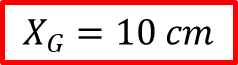 X_G = 10 cm